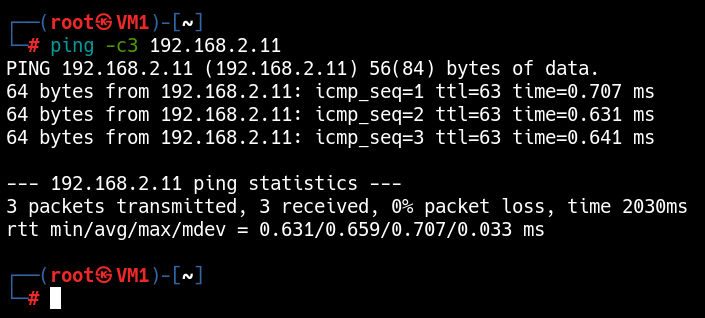 ┌──(root㉿VM1)-[~]
└─# ping -c3 192.168.2.11
PING 192.168.2.11 (192.168.2.11) 56(84) bytes of data.
64 bytes from 192.168.2.11: icmp_seq=1 ttl=63 time=0.707 ms
64 bytes from 192.168.2.11: icmp_seq=2 ttl=63 time=0.631 ms
64 bytes from 192.168.2.11: icmp_seq=3 ttl=63 time=0.641 ms

--- 192.168.2.11 ping statistics ---
3 packets transmitted, 3 received, 0% packet loss, time 2030ms
rtt min/avg/max/mdev = 0.631/0.659/0.707/0.033 ms

┌──(root㉿VM1)-[~]
└─#